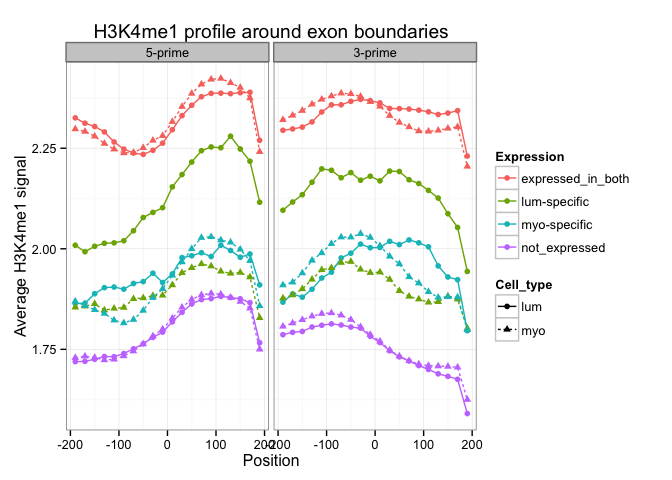 H3K4me1 profile around exon boundaries
5-prime
3-prime
Average H3K4me1 signal
2.25
2.00
1.75
-200
-100
0
100
200
-200
-100
0
100
200
Position
Expression
expressed_in_both
lum-specific
myo-specific
not_expressed
Cell_type
lum
myo